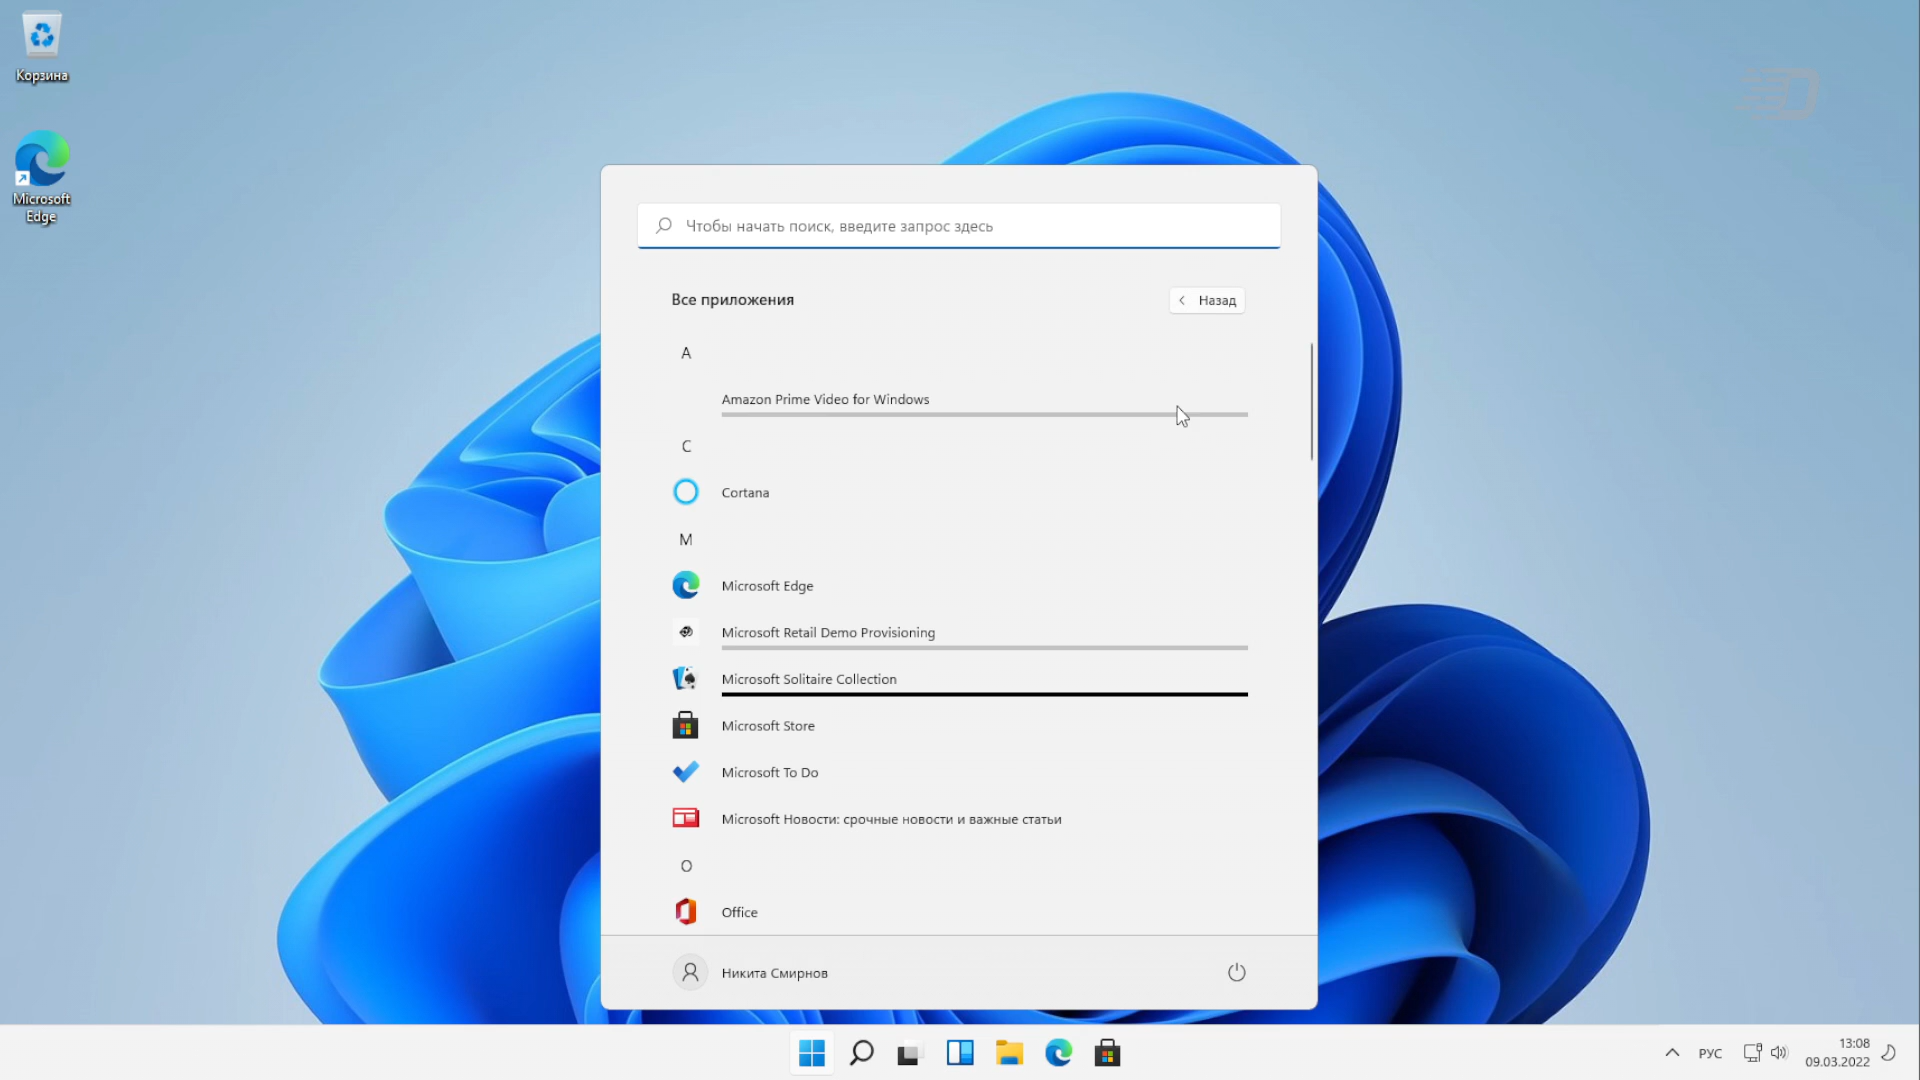 Корзина
Microsoft
Edge
Чтобы начать поиск, введите запрос здесь
Все приложения
Назад
A
Amazon Prime Video for Windows
C
Cortana
M
Microsoft Edge
Microsoft Retail Demo Provisioning
Microsoft Solitaire Collection
Microsoft Store
Microsoft To Do
Microsoft Новости: срочные новости и важные статьи
O
Office
Никита Смирнов
РУС
13:08
09.03.2022